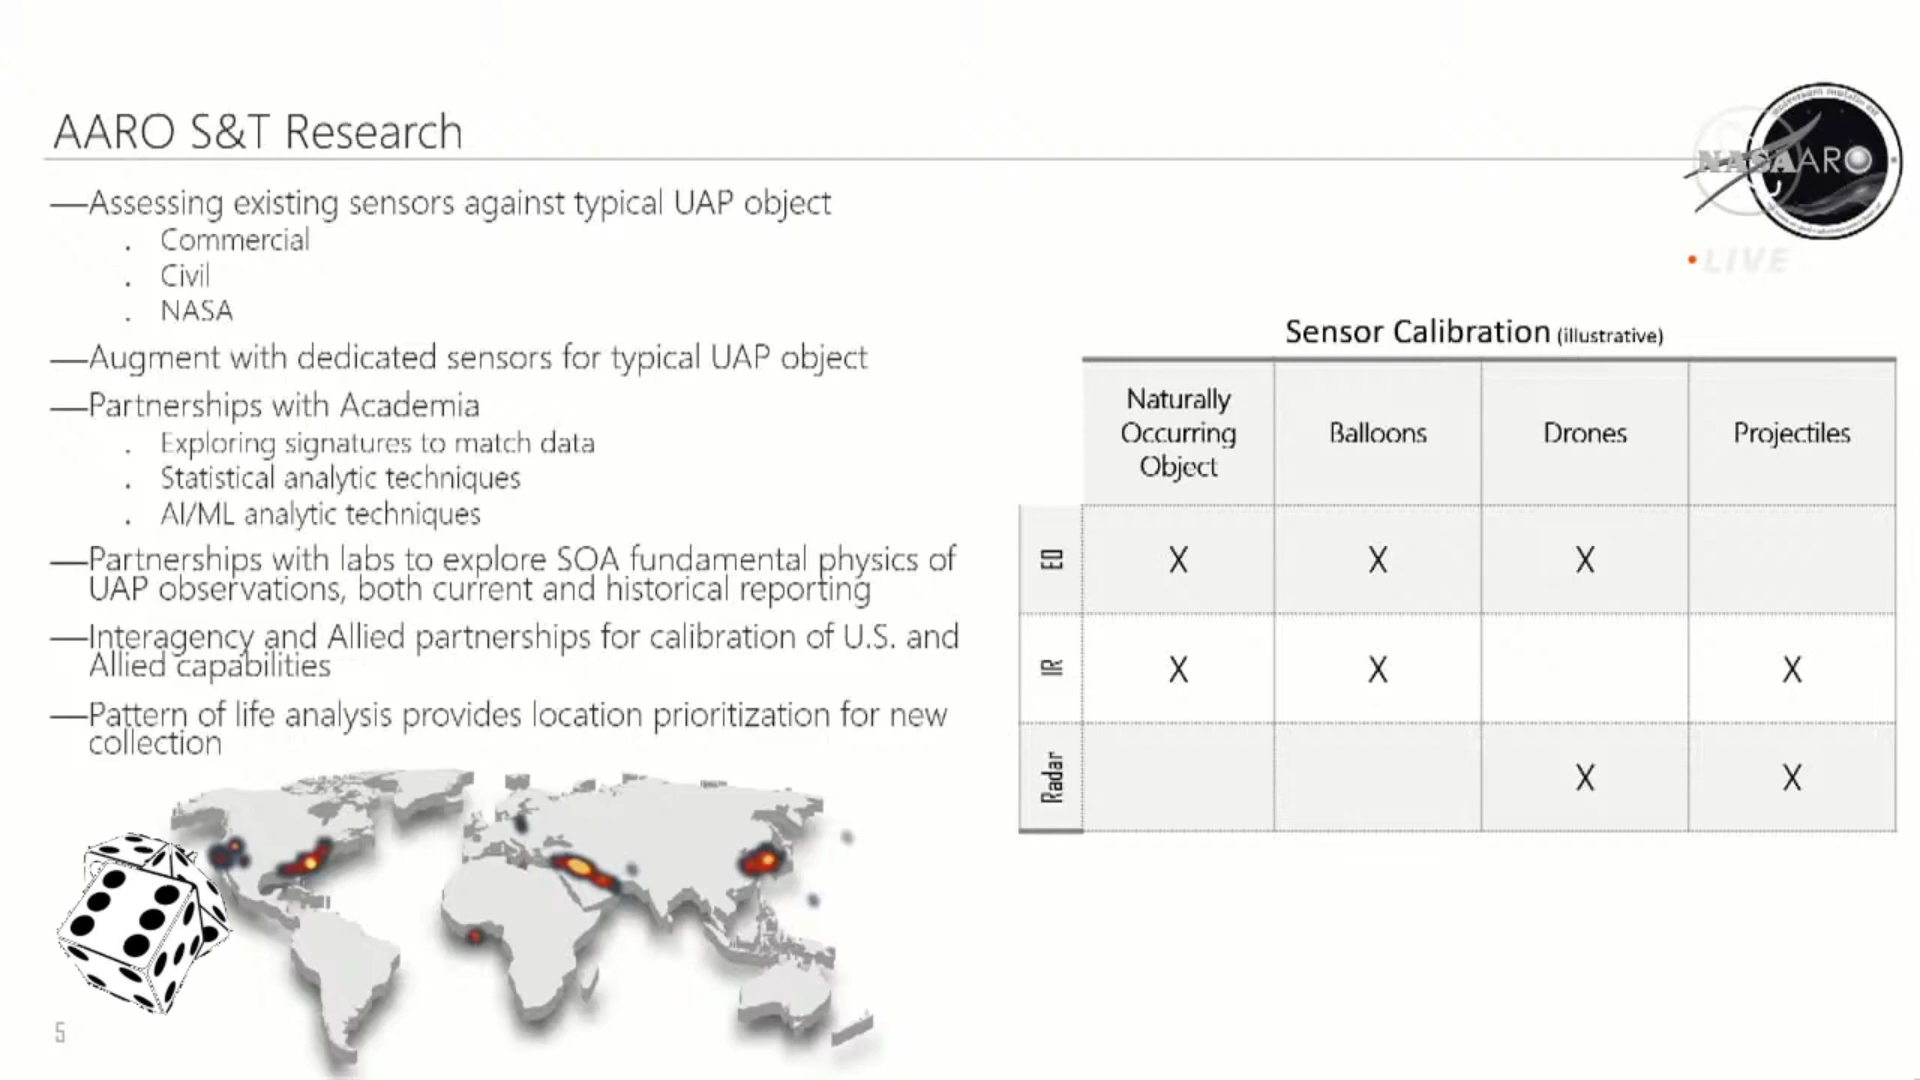 AARO S&T Research
—Assessing existing sensors against typical UAP object
. Commercial
. Civil
. NASA
—Augment with dedicated sensors for typical UAP object
—Partnerships with Academia
. Exploring signatures to match data
. Statistical analytic techniques
. AI/ML analytic techniques
—Partnerships with labs to explore SOA fundamental physics of
UAP observations, both current and historical reporting
—Interagency and Allied partnerships for calibration of U.S. and
Allied capabilities
—Pattern of life analysis provides location prioritization for new
collection
5
NASA
ARO
LIVE
Sensor Calibration (illustrative)
Naturally
Occurring
Object
Balloons
Drones
Projectiles
EO
X X X
IR
X X X
Radar
X X